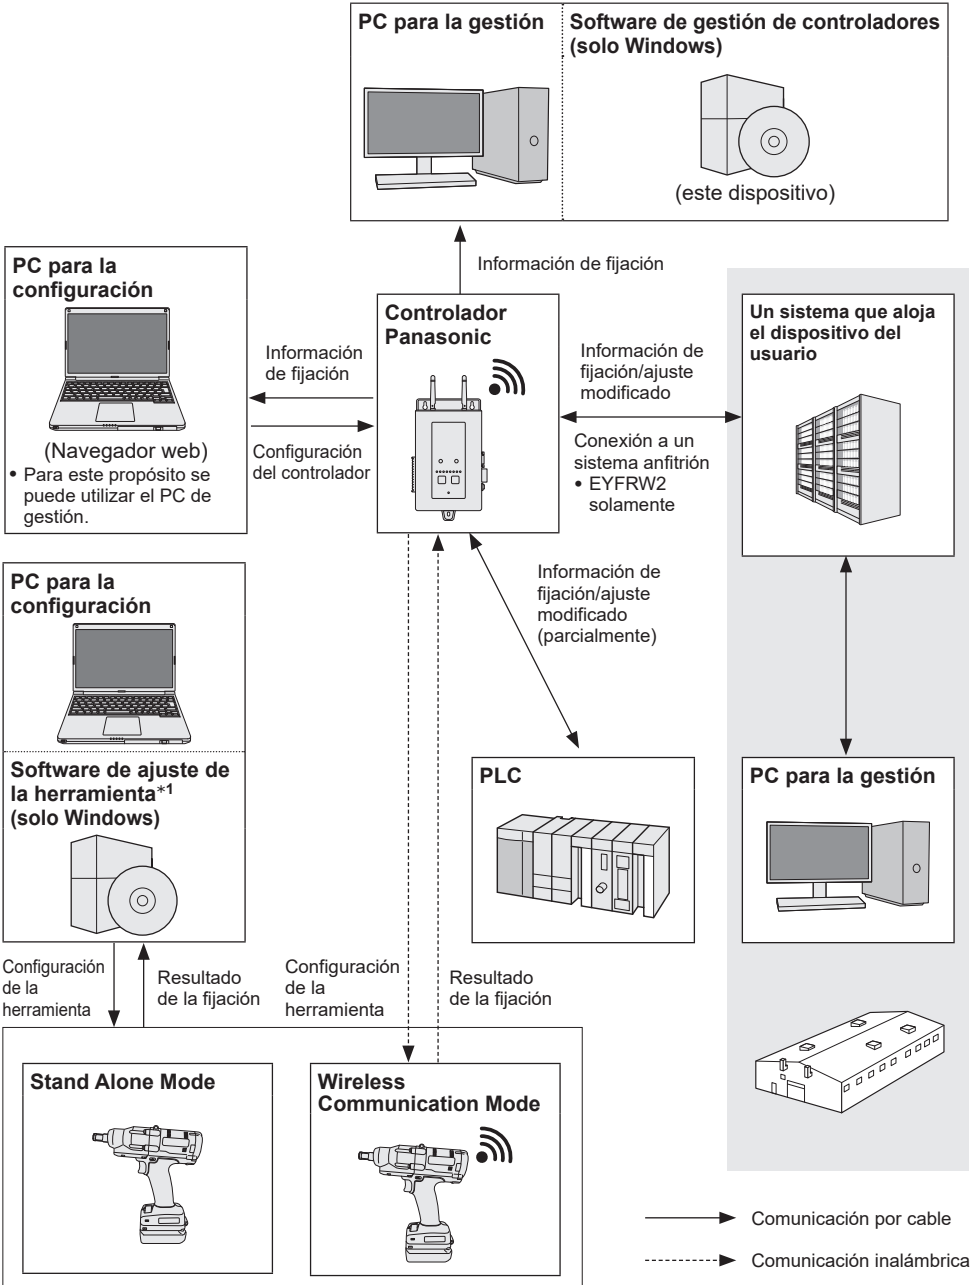 PC para la gestión
Software de gestión de controladores
(solo Windows)
(este dispositivo)
Información de fijación
PC para la
configuración
(Navegador web)
• Para este propósito se
puede utilizar el PC de
gestión.
Información
de fijación
Configuración
del controlador
Controlador
Panasonic
Información de
fijación/ajuste
modificado
Conexión a un
sistema anfitrión
• EYFRW2
solamente
Un sistema que aloja
el dispositivo del
usuario
PC para la
configuración
Software de ajuste de
la herramienta*1
(solo Windows)
Información de
fijación/ajuste
modificado
(parcialmente)
PLC
PC para la gestión
Configuración
de la
herramienta
Resultado
de la fijación
Configuración
de la
herramienta
Resultado
de la fijación
Stand Alone Mode
Wireless
Communication Mode
Comunicación por cable
Comunicación inalámbrica